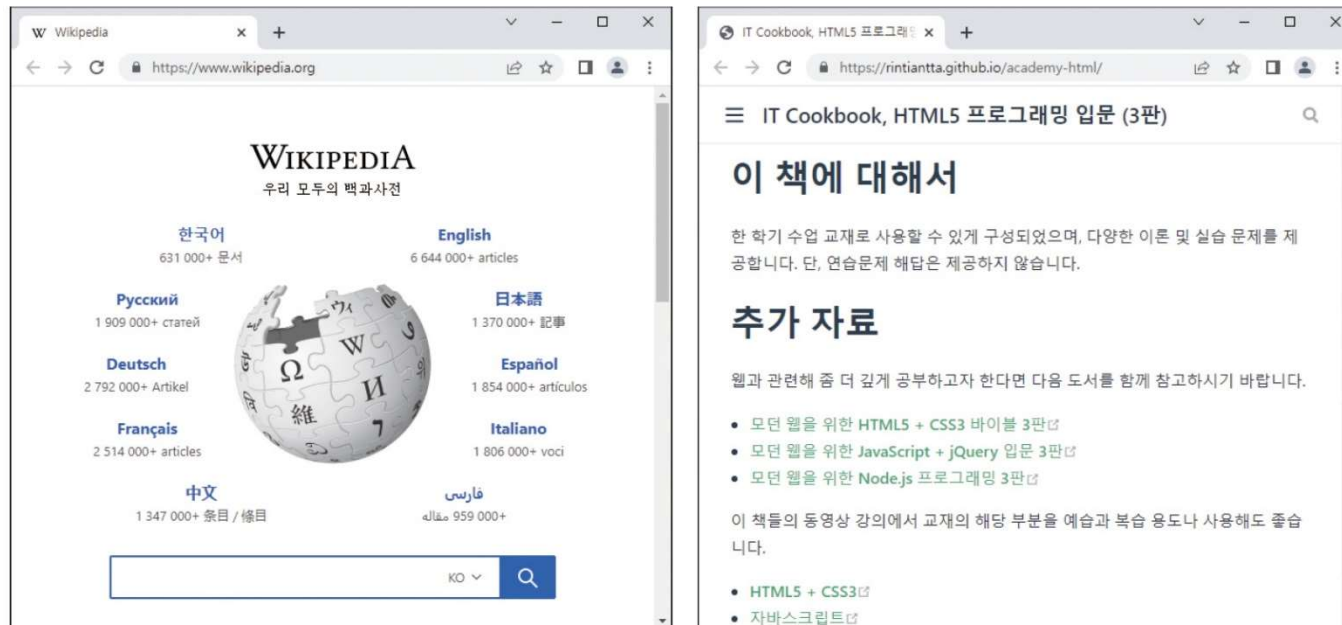 Wikipedia
https://www.wikipedia.org
WIKIPEDIA
우리 모두의 백과사전
한국어
631 000+ 문서
English
6 644 000+ articles
Русский
1 909 000+ статей
日本語
1 370 000+ 記事
Deutsch
2 792 000+ Artikel
Español
1 854 000+ artículos
Français
2 514 000+ articles
Italiano
1 806 000+ voci
中文
1 347 000+ 条目 / 條目
فارسی
959 000+ مقاله
KO
IT Cookbook, HTML5 프로그래밍
https://rintiantta.github.io/academy-html/
IT Cookbook, HTML5 프로그래밍 입문 (3판)
이 책에 대해서
한 학기 수업 교재로 사용할 수 있게 구성되었으며, 다양한 이론 및 실습 문제를 제
공합니다. 단, 연습문제 해답은 제공하지 않습니다.
추가 자료
웹과 관련해 좀 더 깊게 공부하고자 한다면 다음 도서를 함께 참고하시기 바랍니다.
• 모던 웹을 위한 HTML5 + CSS3 바이블 3판
• 모던 웹을 위한 JavaScript + jQuery 입문 3판
• 모던 웹을 위한 Node.js 프로그래밍 3판
이 책들의 동영상 강의에서 교재의 해당 부분을 예습과 복습 용도나 사용해도 좋습
니다.
• HTML5 + CSS3
• 자바스크립트